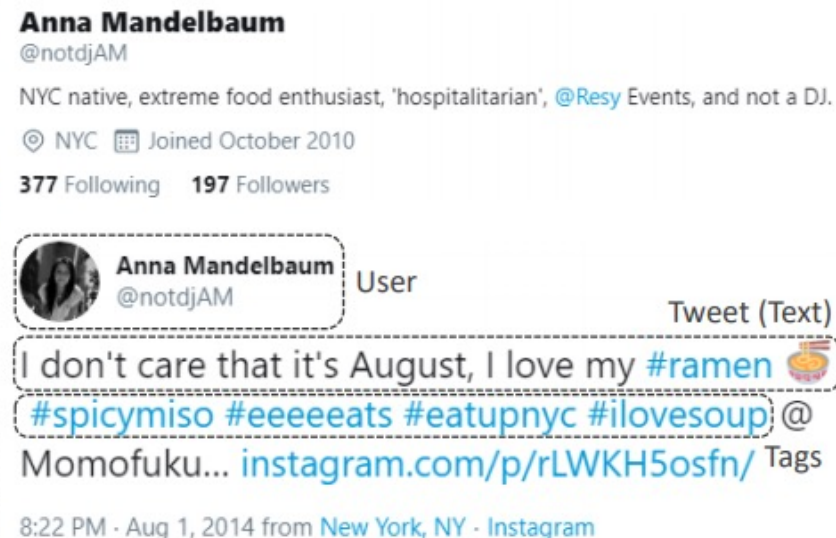 Anna Mandelbaum
@notdjAM
NYC native, extreme food enthusiast, 'hospitalitarian', @Resy Events, and not a DJ.
NYC Joined October 2010
377 Following 197 Followers
Anna Mandelbaum
@notdjAM
User
Tweet (Text)
I don't care that it's August, I love my #ramen 🍜
#spicymiso #eeeeeats #eatupnyc #ilovesoup @
Momofuku... instagram.com/p/rLWKH5osfn/ Tags
8:22 PM · Aug 1, 2014 from New York, NY · Instagram